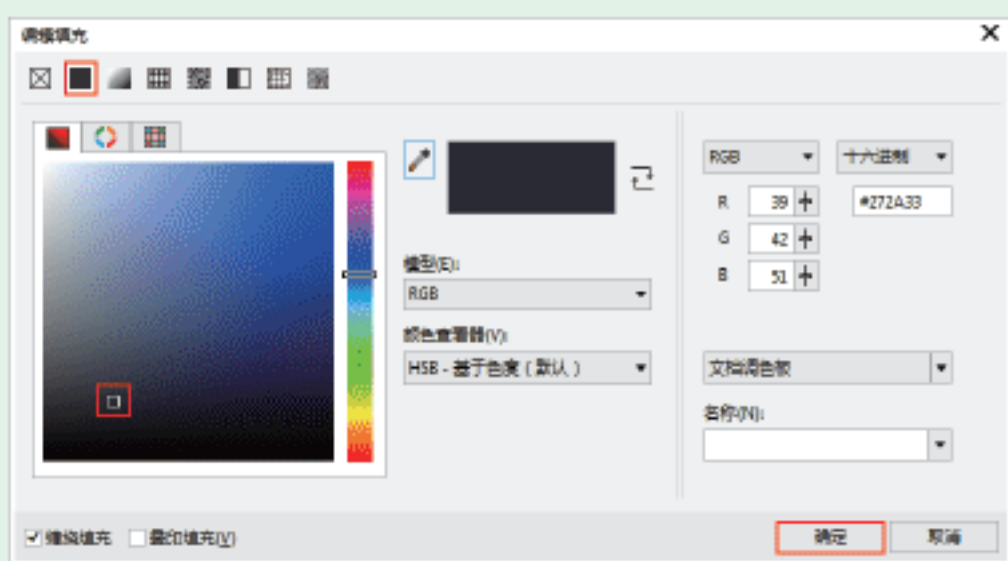 编辑填充
RGB 十六进制
R 39 #272A33
G 42
B 51
模型(E):
RGB
颜色查看器(V):
HSB - 基于色度 ( 默认 )
文档调色板
名称(N):
缠绕填充 叠印填充(V)
确定 取消